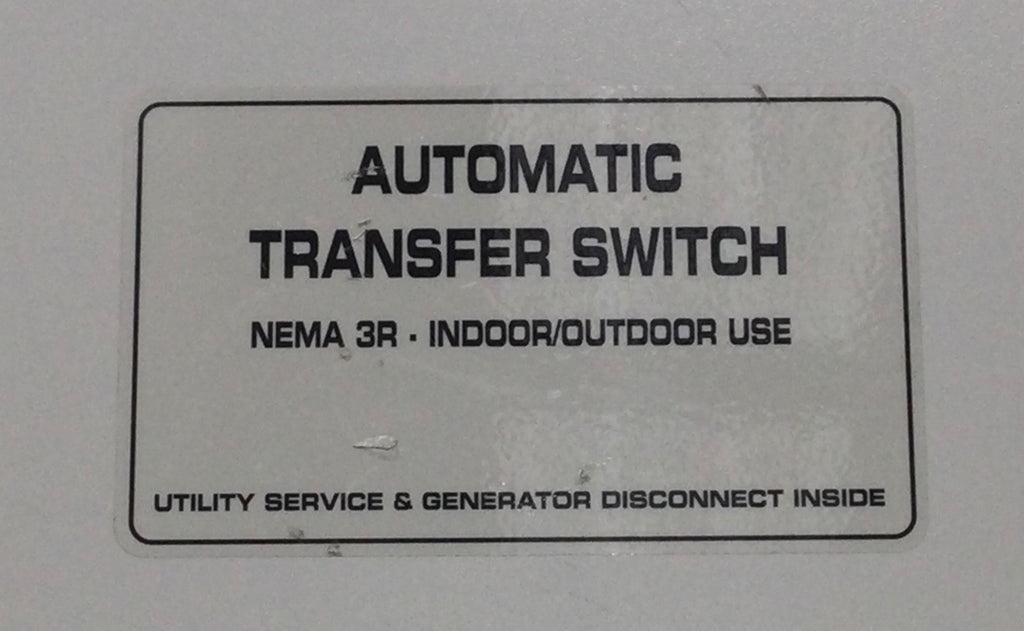 AUTOMATIC
TRANSFER SWITCH
NEMA 3R · INDOOR/OUTDOOR USE
UTILITY SERVICE & GENERATOR DISCONNECT INSIDE